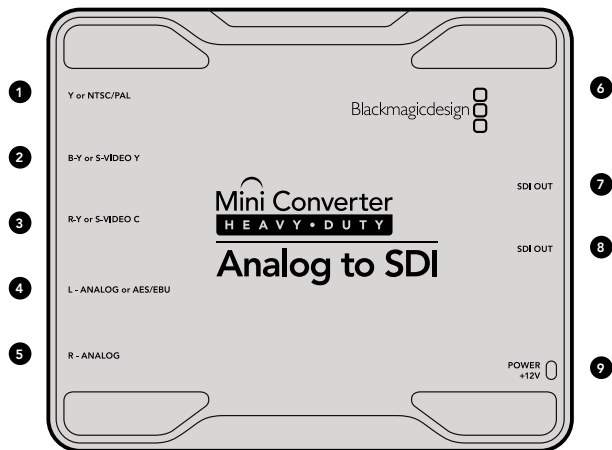 1
Y or NTSC/PAL
2
B-Y or S-VIDEO Y
3
R-Y or S-VIDEO C
4
L - ANALOG or AES/EBU
5
R - ANALOG
Blackmagicdesign
Mini Converter
HEAVY • DUTY
Analog to SDI
6
7
SDI OUT
8
SDI OUT
9
POWER
+12V